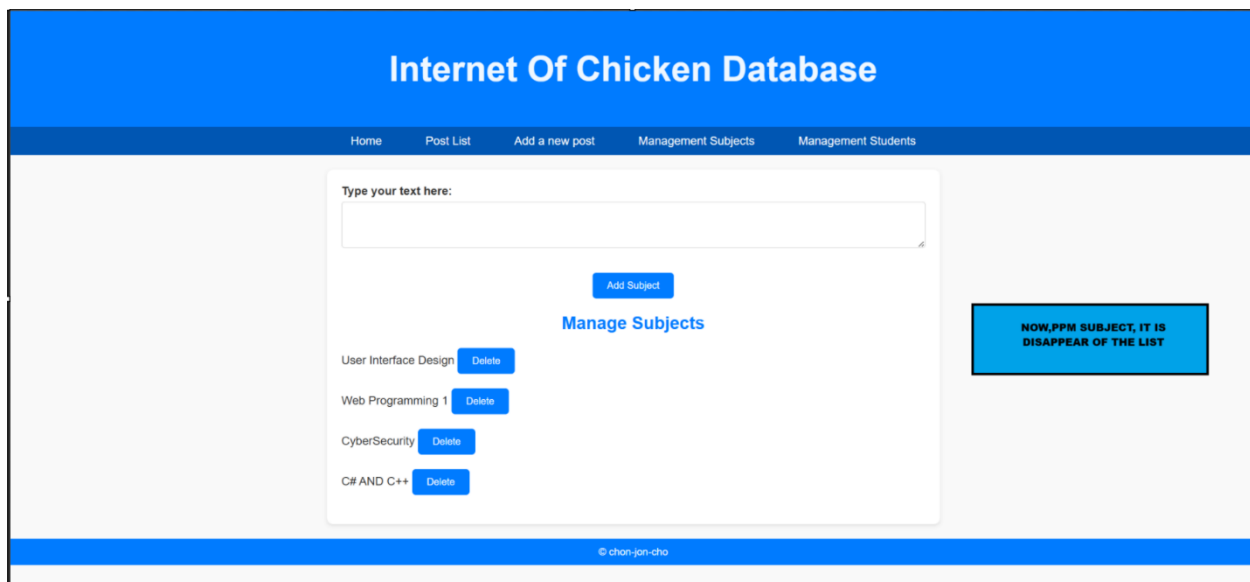 Internet Of Chicken Database
Home Post List Add a new post Management Subjects Management Students
Type your text here:
Add Subject
Manage Subjects
User Interface Design Delete
Web Programming 1 Delete
CyberSecurity Delete
C# AND C++ Delete
NOW,PPM SUBJECT, IT IS
DISAPPEAR OF THE LIST
© chon-jon-cho